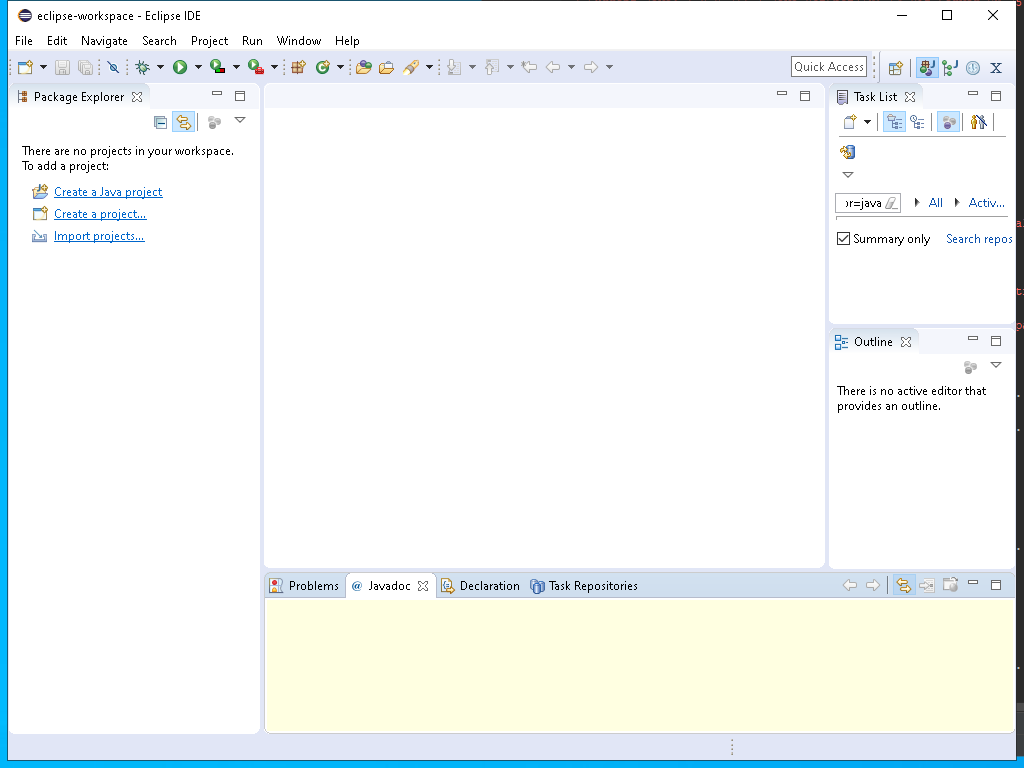 eclipse-workspace - Eclipse IDE
File Edit Navigate Search Project Run Window Help
Quick Access
Package Explorer
There are no projects in your workspace.
To add a project:
Create a Java project
Create a project...
Import projects...
Task List
or=java All Activ...
Summary only Search repos
Outline
There is no active editor that
provides an outline.
Problems @ Javadoc Declaration Task Repositories